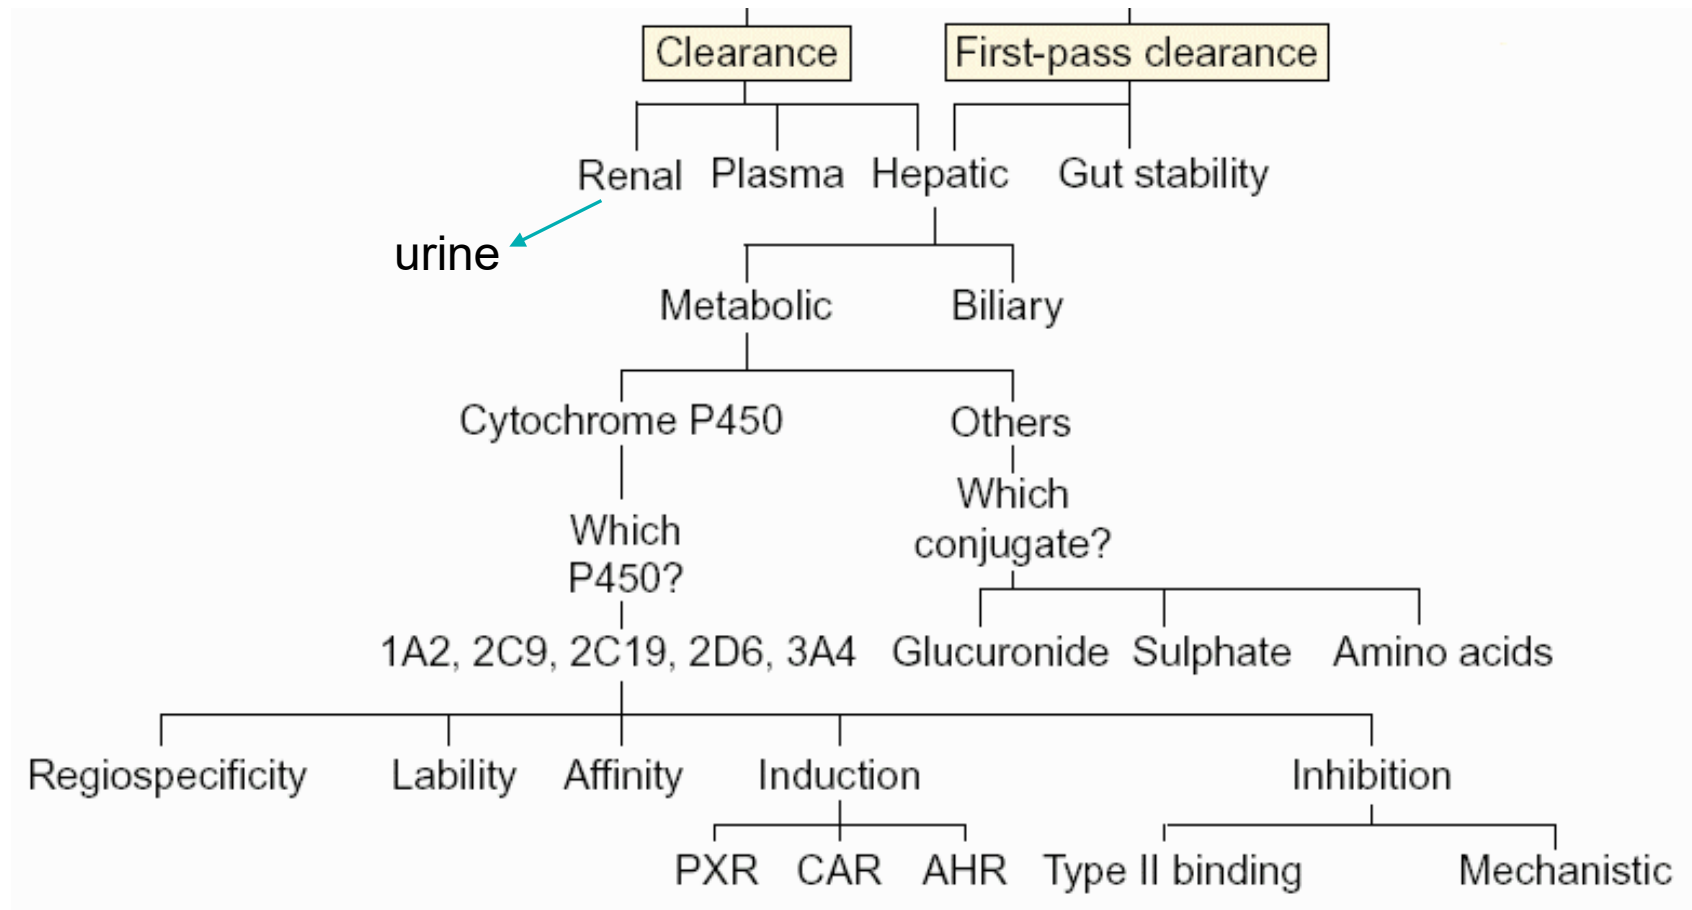 Clearance
First-pass clearance
Renal
Plasma
Hepatic
Gut stability
urine
Metabolic
Biliary
Cytochrome P450
Others
Which
P450?
Which
conjugate?
1A2, 2C9, 2C19, 2D6, 3A4
Glucuronide
Sulphate
Amino acids
Regiospecificity
Lability
Affinity
Induction
Inhibition
PXR
CAR
AHR
Type II binding
Mechanistic